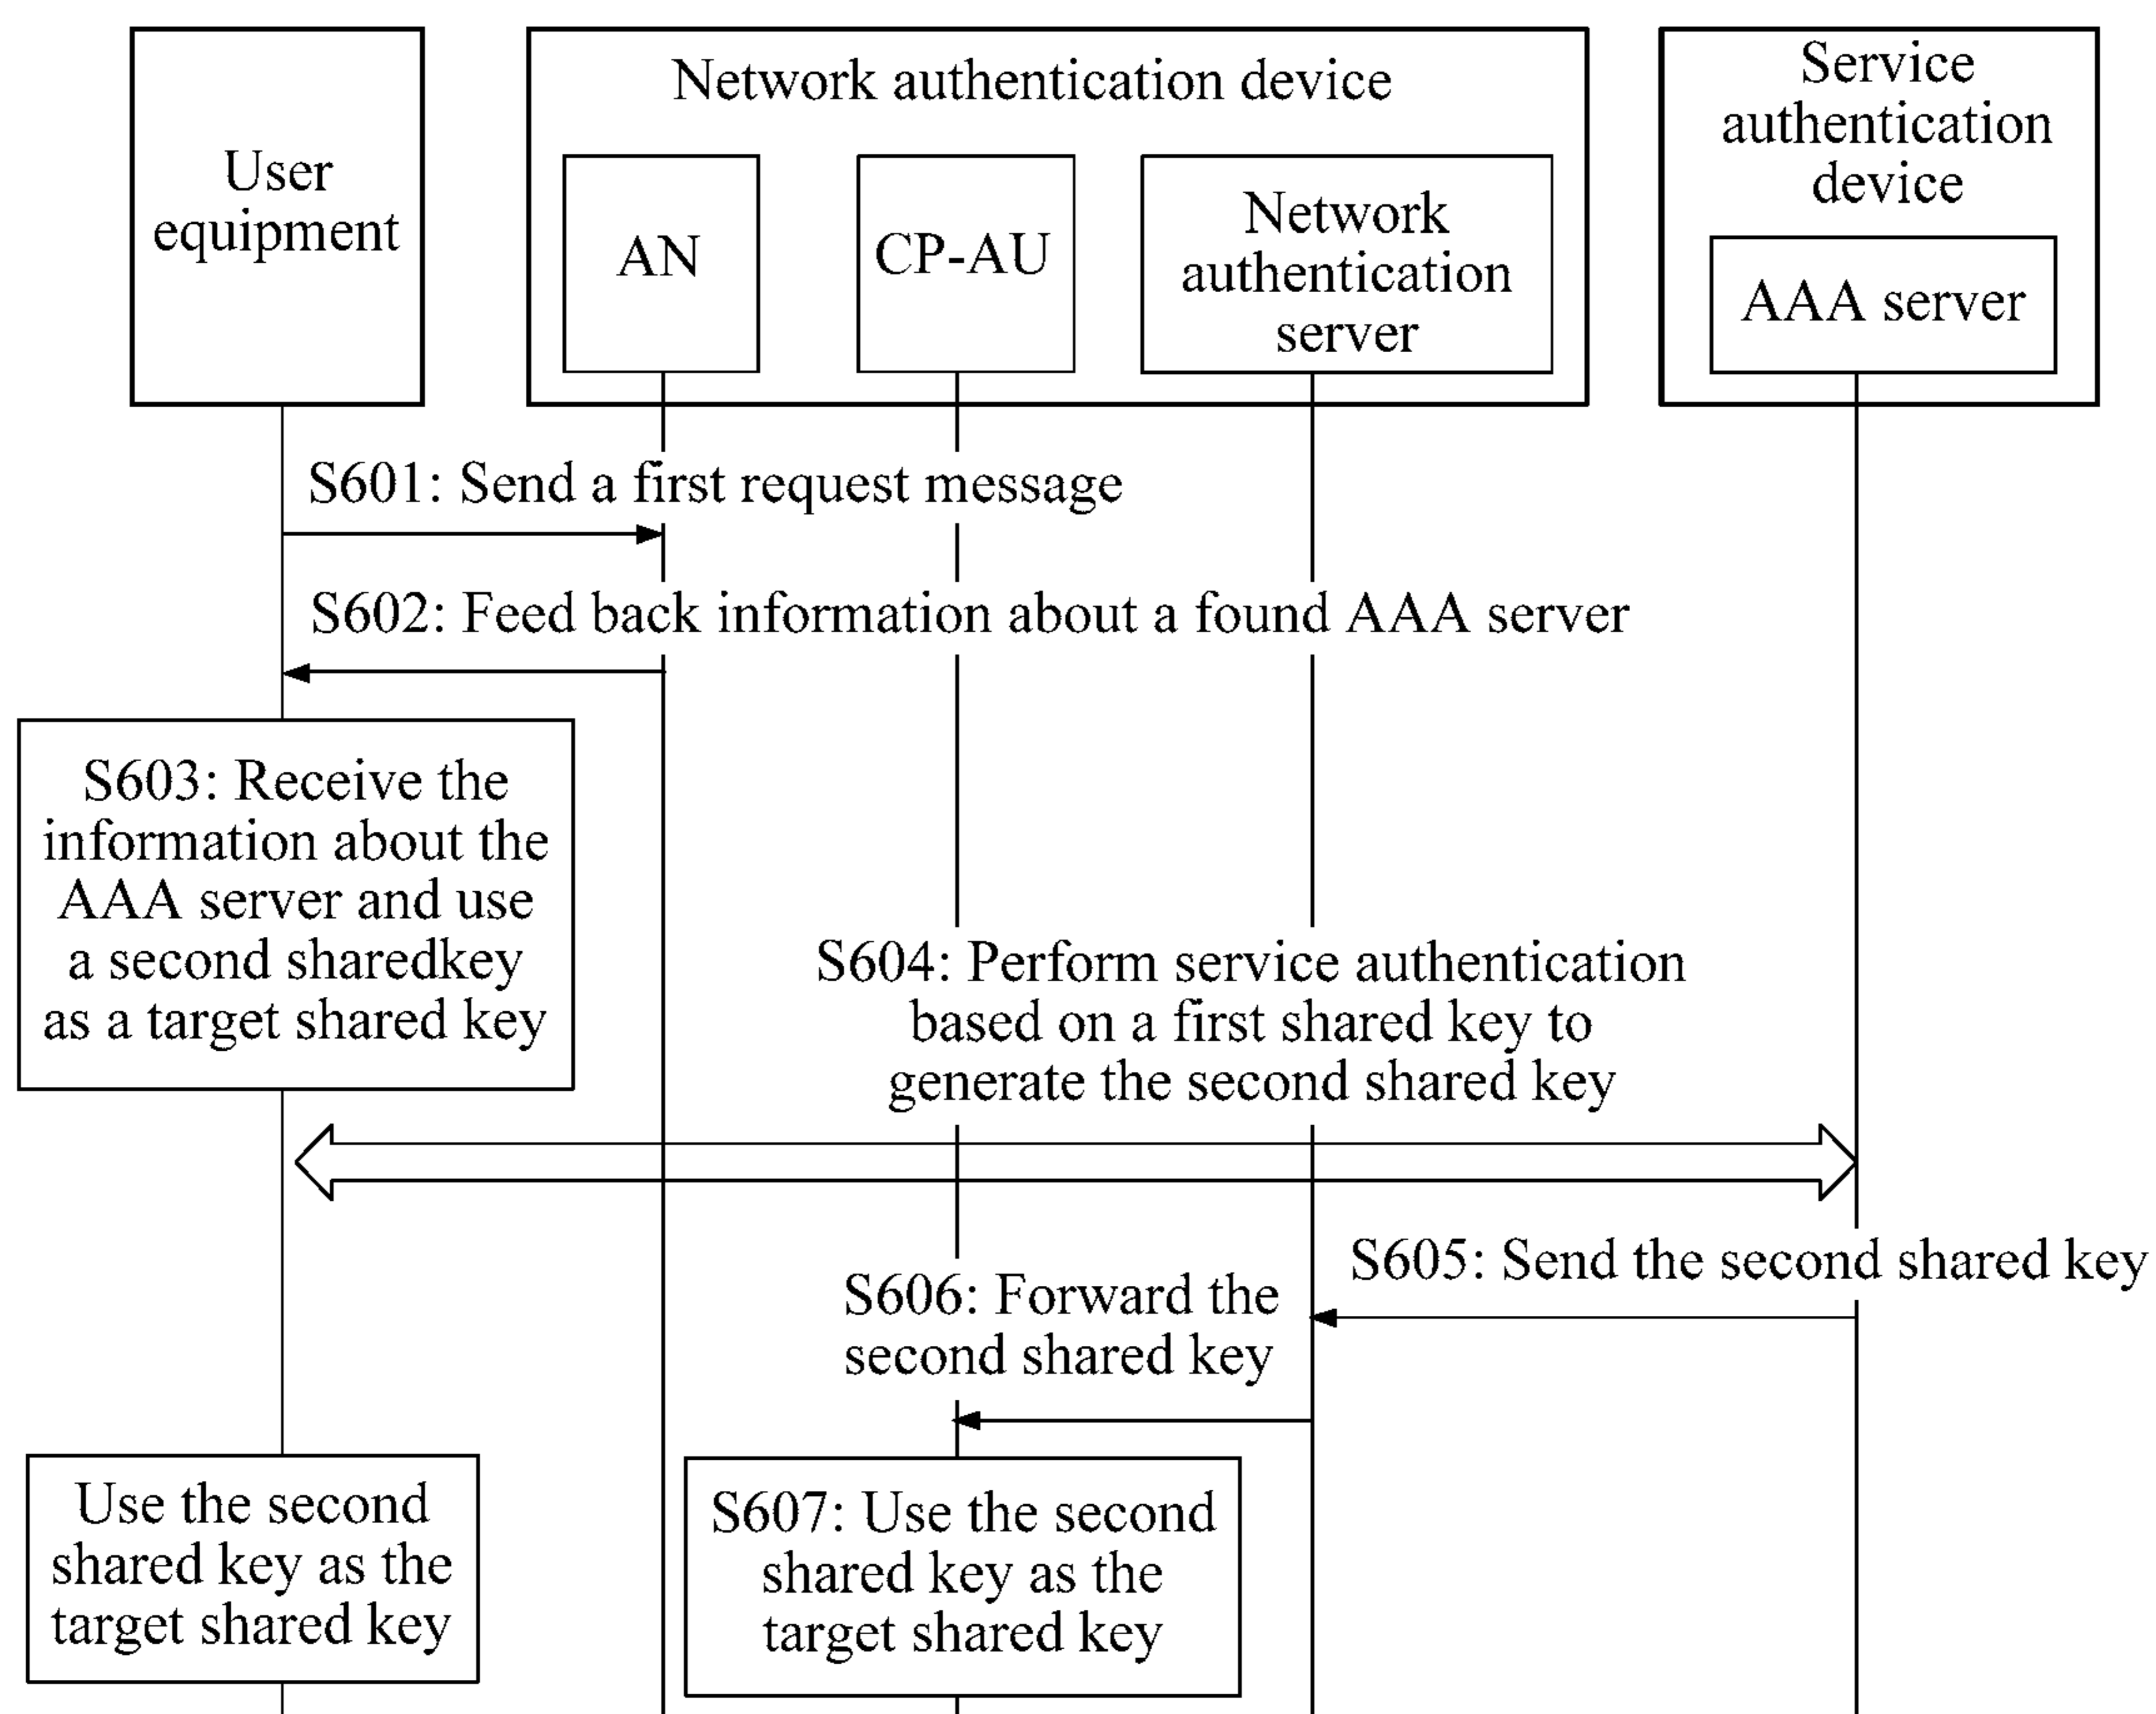 User
equipment
Network authentication device
AN
CP-AU
Network
authentication
server
Service
authentication
device
AAA server
S601: Send a first request message
S602: Feed back information about a found AAA server
S603: Receive the
information about the
AAA server and use
a second sharedkey
as a target shared key
S604: Perform service authentication
based on a first shared key to
generate the second shared key
S605: Send the second shared key
S606: Forward the
second shared key
Use the second
shared key as the
target shared key
S607: Use the second
shared key as the
target shared key